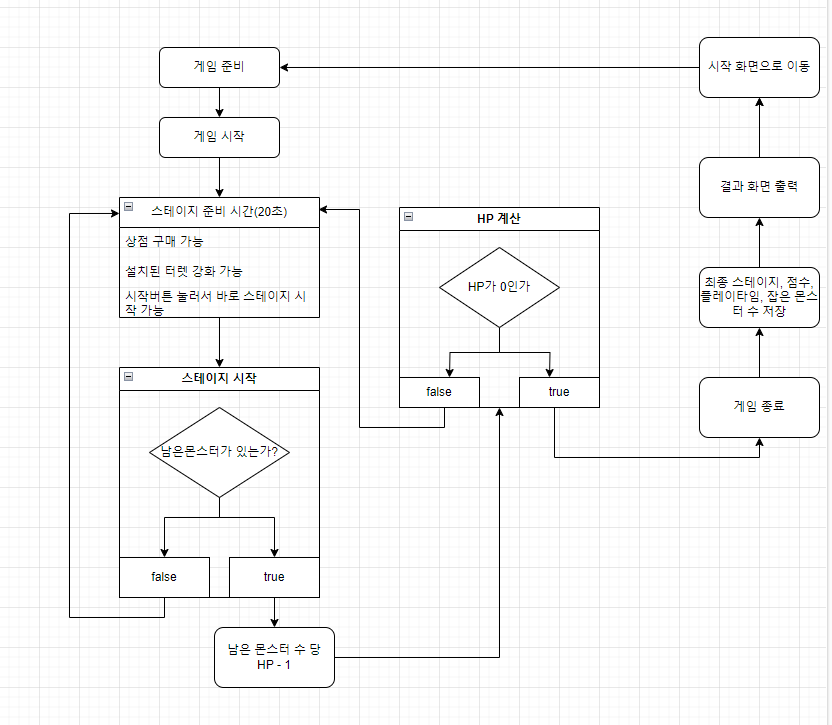 게임 준비
게임 시작
스테이지 준비 시간(20초)
상점 구매 가능
설치된 터렛 강화 가능
시작버튼 눌러서 바로 스테이지 시
작 가능
스테이지 시작
남은몬스터가 있는가?
false
true
남은 몬스터 수 당
HP - 1
HP 계산
HP가 0인가
false
true
게임 종료
최종 스테이지, 점수,
플레이타임, 잡은 몬스
터 수 저장
결과 화면 출력
시작 화면으로 이동